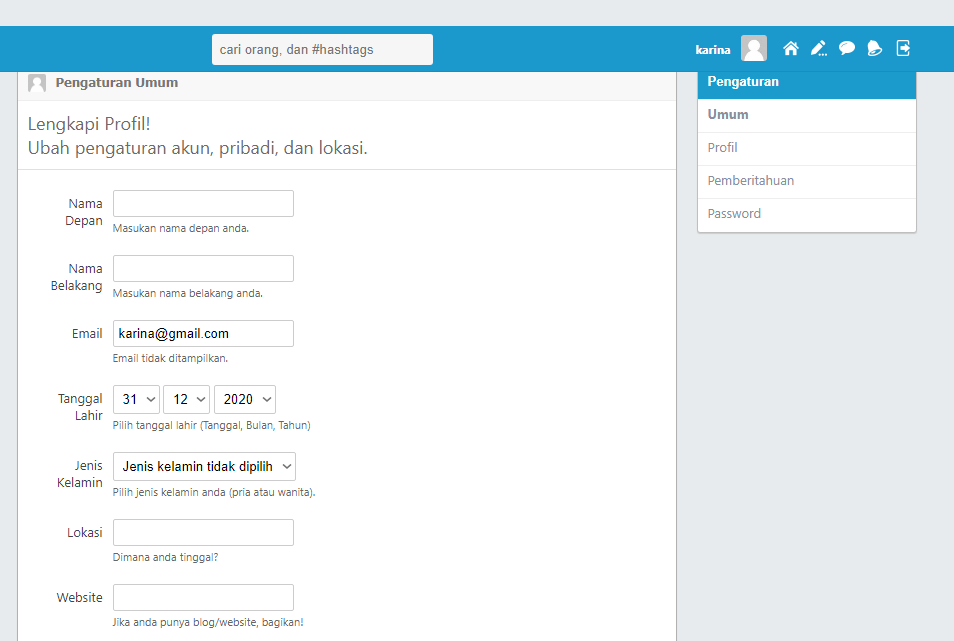 cari orang, dan #hashtags
karina
Pengaturan Umum
Lengkapi Profil!
Ubah pengaturan akun, pribadi, dan lokasi.
Nama
Depan
Masukan nama depan anda.
Nama
Belakang
Masukan nama belakang anda.
Email
karina@gmail.com
Email tidak ditampilkan.
Tanggal
Lahir
31 12 2020
Pilih tanggal lahir (Tanggal, Bulan, Tahun)
Jenis
Kelamin
Jenis kelamin tidak dipilih
Pilih jenis kelamin anda (pria atau wanita).
Lokasi
Dimana anda tinggal?
Website
Jika anda punya blog/website, bagikan!
Pengaturan
Umum
Profil
Pemberitahuan
Password